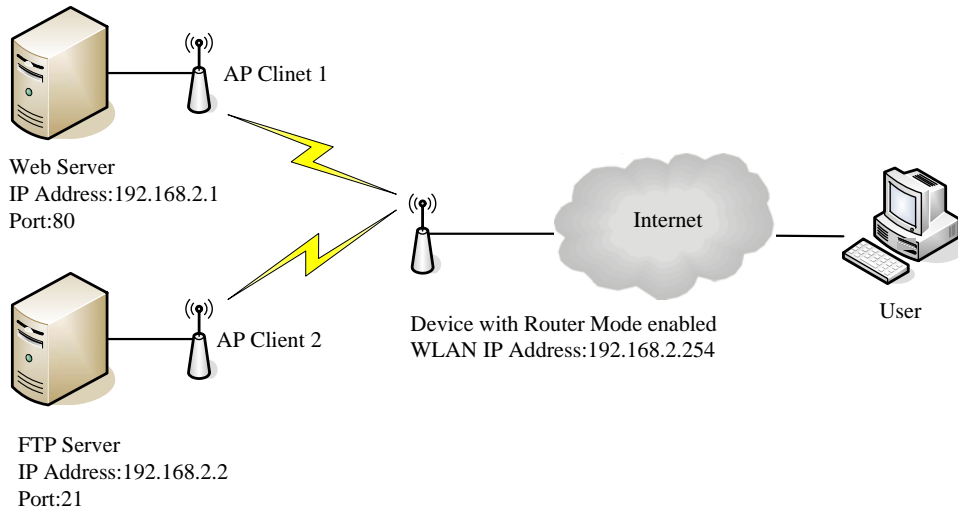 AP Clinet 1
Web Server
IP Address:192.168.2.1
Port:80
Internet
User
Device with Router Mode enabled
WLAN IP Address:192.168.2.254
AP Client 2
FTP Server
IP Address:192.168.2.2
Port:21